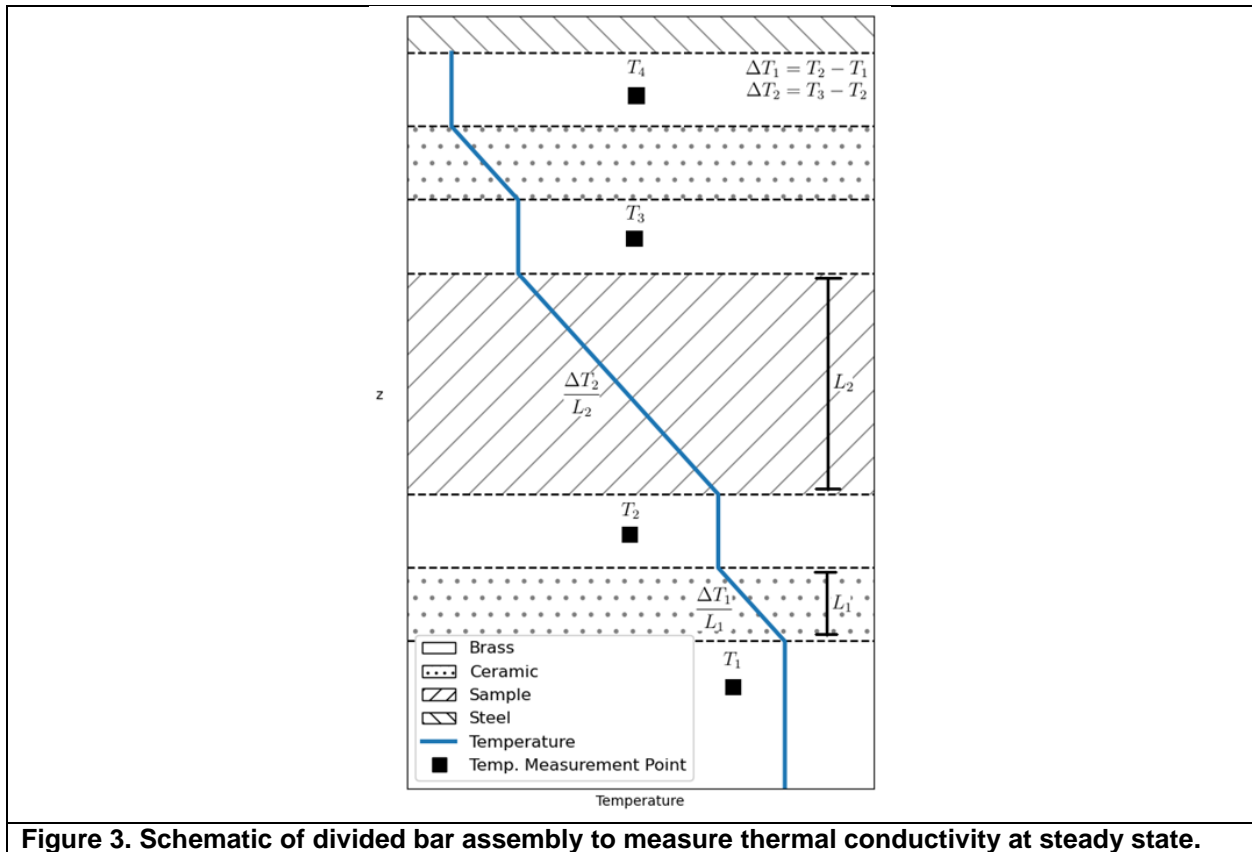 T₄
ΔT₁ = T₂ − T₁
ΔT₂ = T₃ − T₂
T₃
ΔT₂
L₂
L₂
z
T₂
ΔT₁
L₁
L₁
T₁
Brass
Ceramic
Sample
Steel
Temperature
Temp. Measurement Point
Temperature
Figure 3. Schematic of divided bar assembly to measure thermal conductivity at steady state.